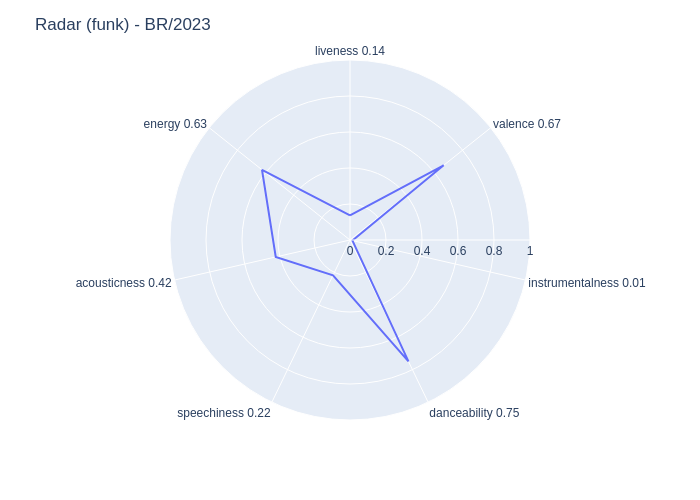 Radar (funk) - BR/2023
liveness 0.14
energy 0.63
valence 0.67
0 0.2 0.4 0.6 0.8 1
acousticness 0.42
instrumentalness 0.01
speechiness 0.22
danceability 0.75